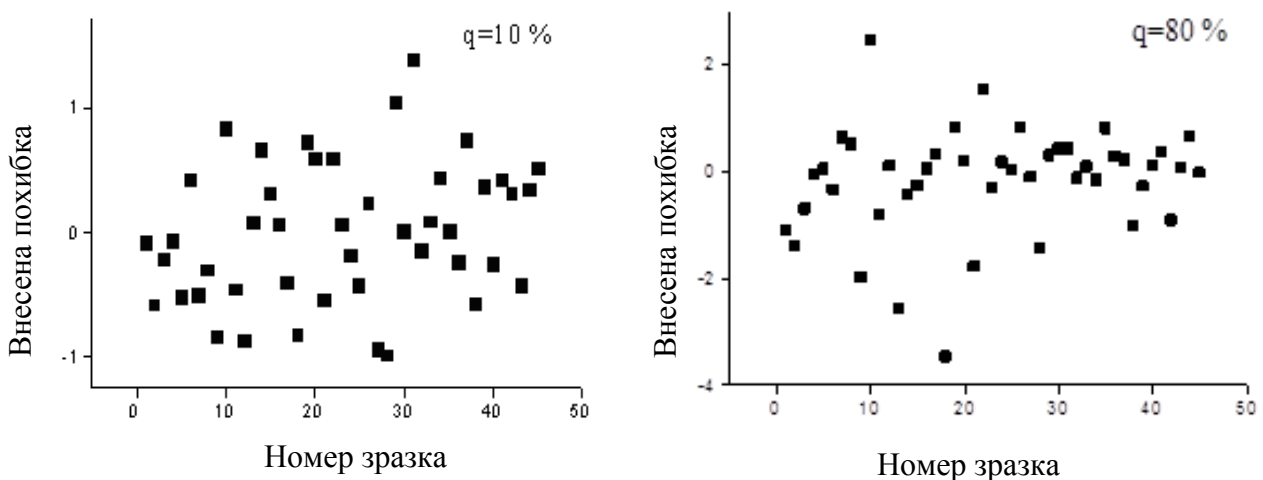 q=10 %
Внесена похибка
1
0
-1
0 10 20 30 40 50
Номер зразка
q=80 %
Внесена похибка
2
0
-2
-4
0 10 20 30 40 50
Номер зразка